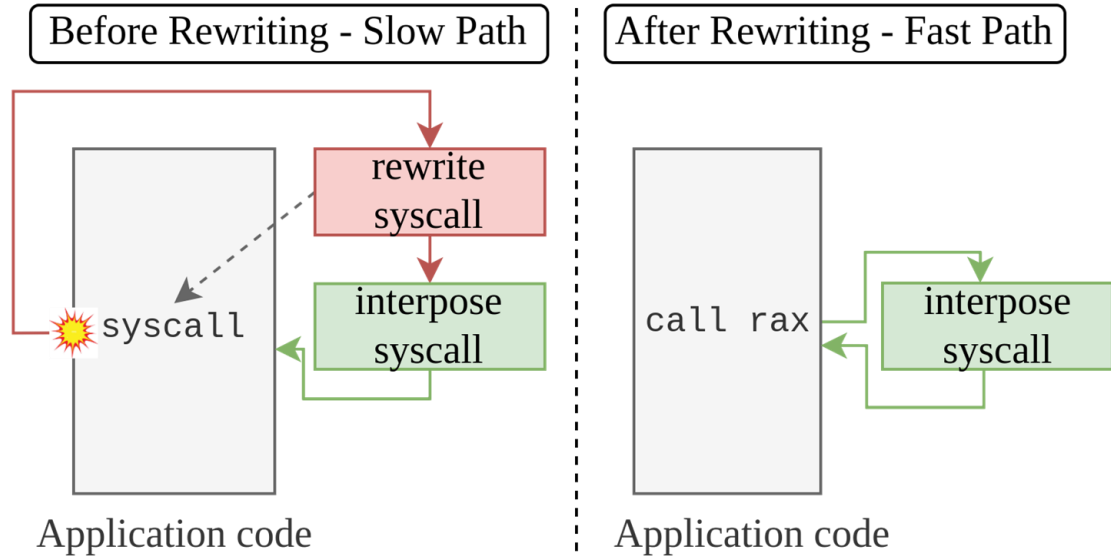 Before Rewriting - Slow Path
rewrite
syscall
interpose
syscall
syscall
Application code
After Rewriting - Fast Path
call rax
interpose
syscall
Application code